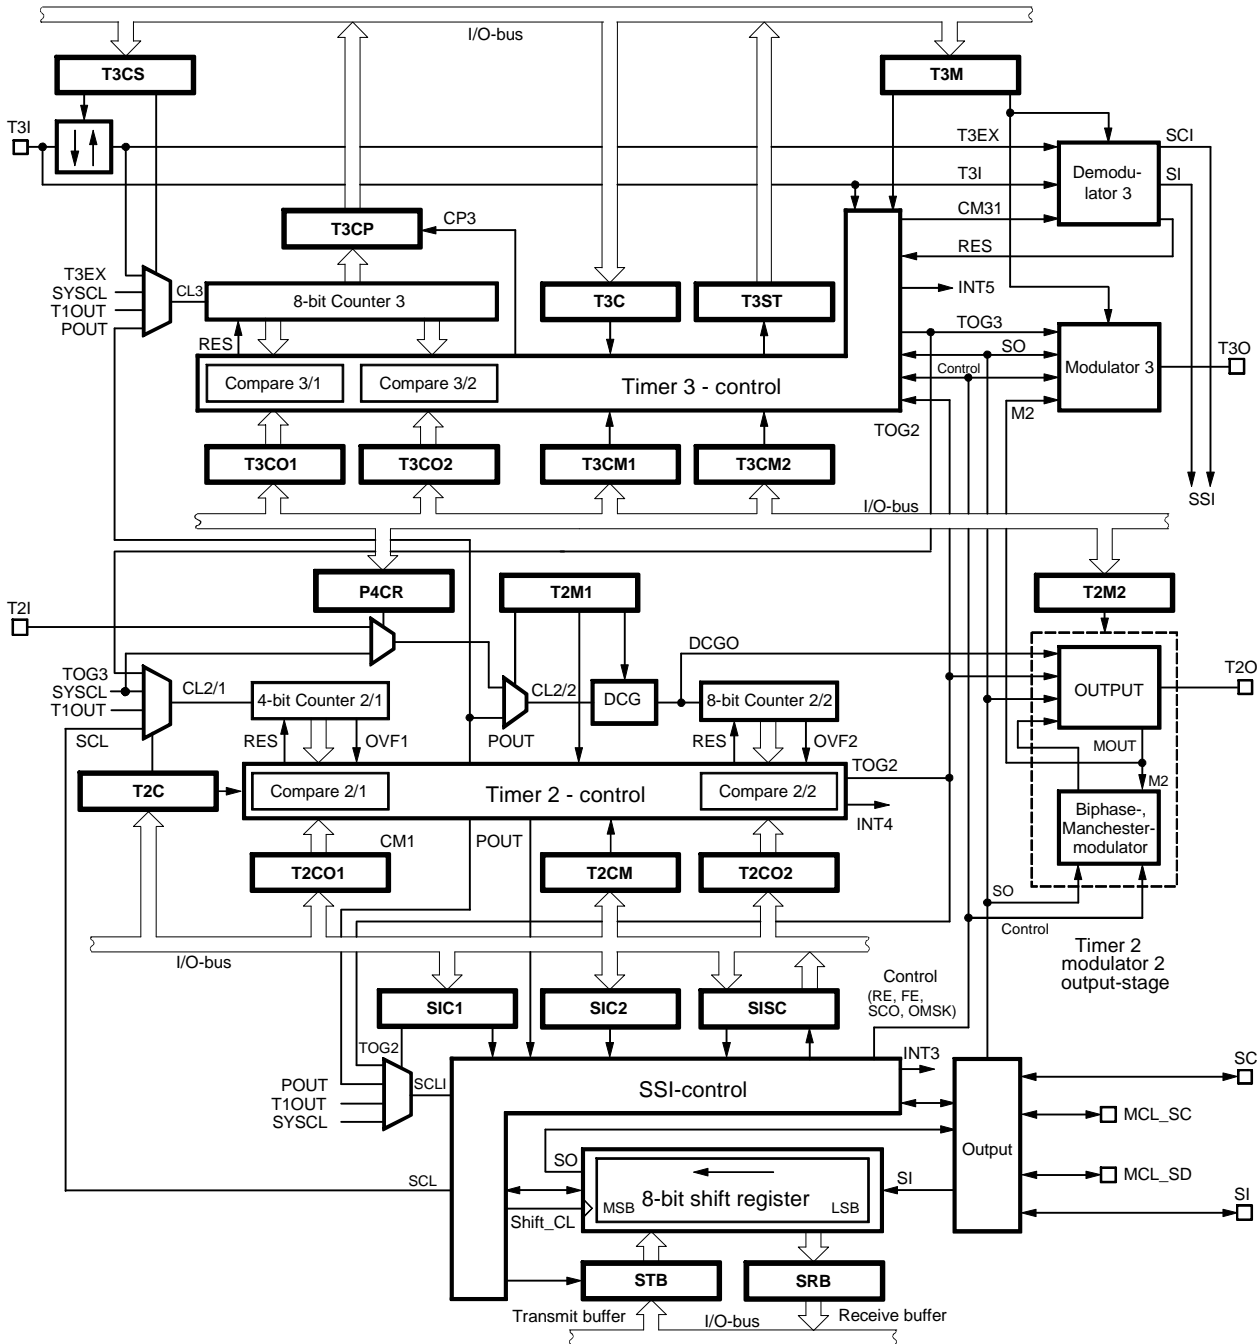 I/O-bus
T3CS
T3M
T3I
T3EX
SCI
T3I
SI
Demodu-
lator 3
T3CP
CP3
CM31
RES
T3EX
SYSCL
T1OUT
POUT
CL3
8-bit Counter 3
T3C
T3ST
INT5
RES
TOG3
SO
Control
M2
Modulator 3
T3O
Compare 3/1
Compare 3/2
Timer 3 - control
TOG2
T3CO1
T3CO2
T3CM1
T3CM2
SSI
I/O-bus
P4CR
T2M1
T2M2
T2I
DCGO
TOG3
SYSCL
T1OUT
SCL
CL2/1
4-bit Counter 2/1
CL2/2
DCG
8-bit Counter 2/2
OUTPUT
T2O
RES
OVF1
POUT
RES
OVF2
MOUT
TOG2
M2
T2C
Compare 2/1
Timer 2 - control
Compare 2/2
INT4
Biphase-,
Manchester-
modulator
CM1
POUT
T2CO1
T2CM
T2CO2
SO
Control
I/O-bus
Timer 2
modulator 2
output-stage
Control
(RE, FE,
SCO, OMSK)
SIC1
SIC2
SISC
TOG2
INT3
POUT
T1OUT
SYSCL
SCLI
SSI-control
SC
MCL_SC
Output
SO
SI
MCL_SD
SCL
8-bit shift register
MSB
LSB
Shift_CL
SI
STB
SRB
Transmit buffer
I/O-bus
Receive buffer